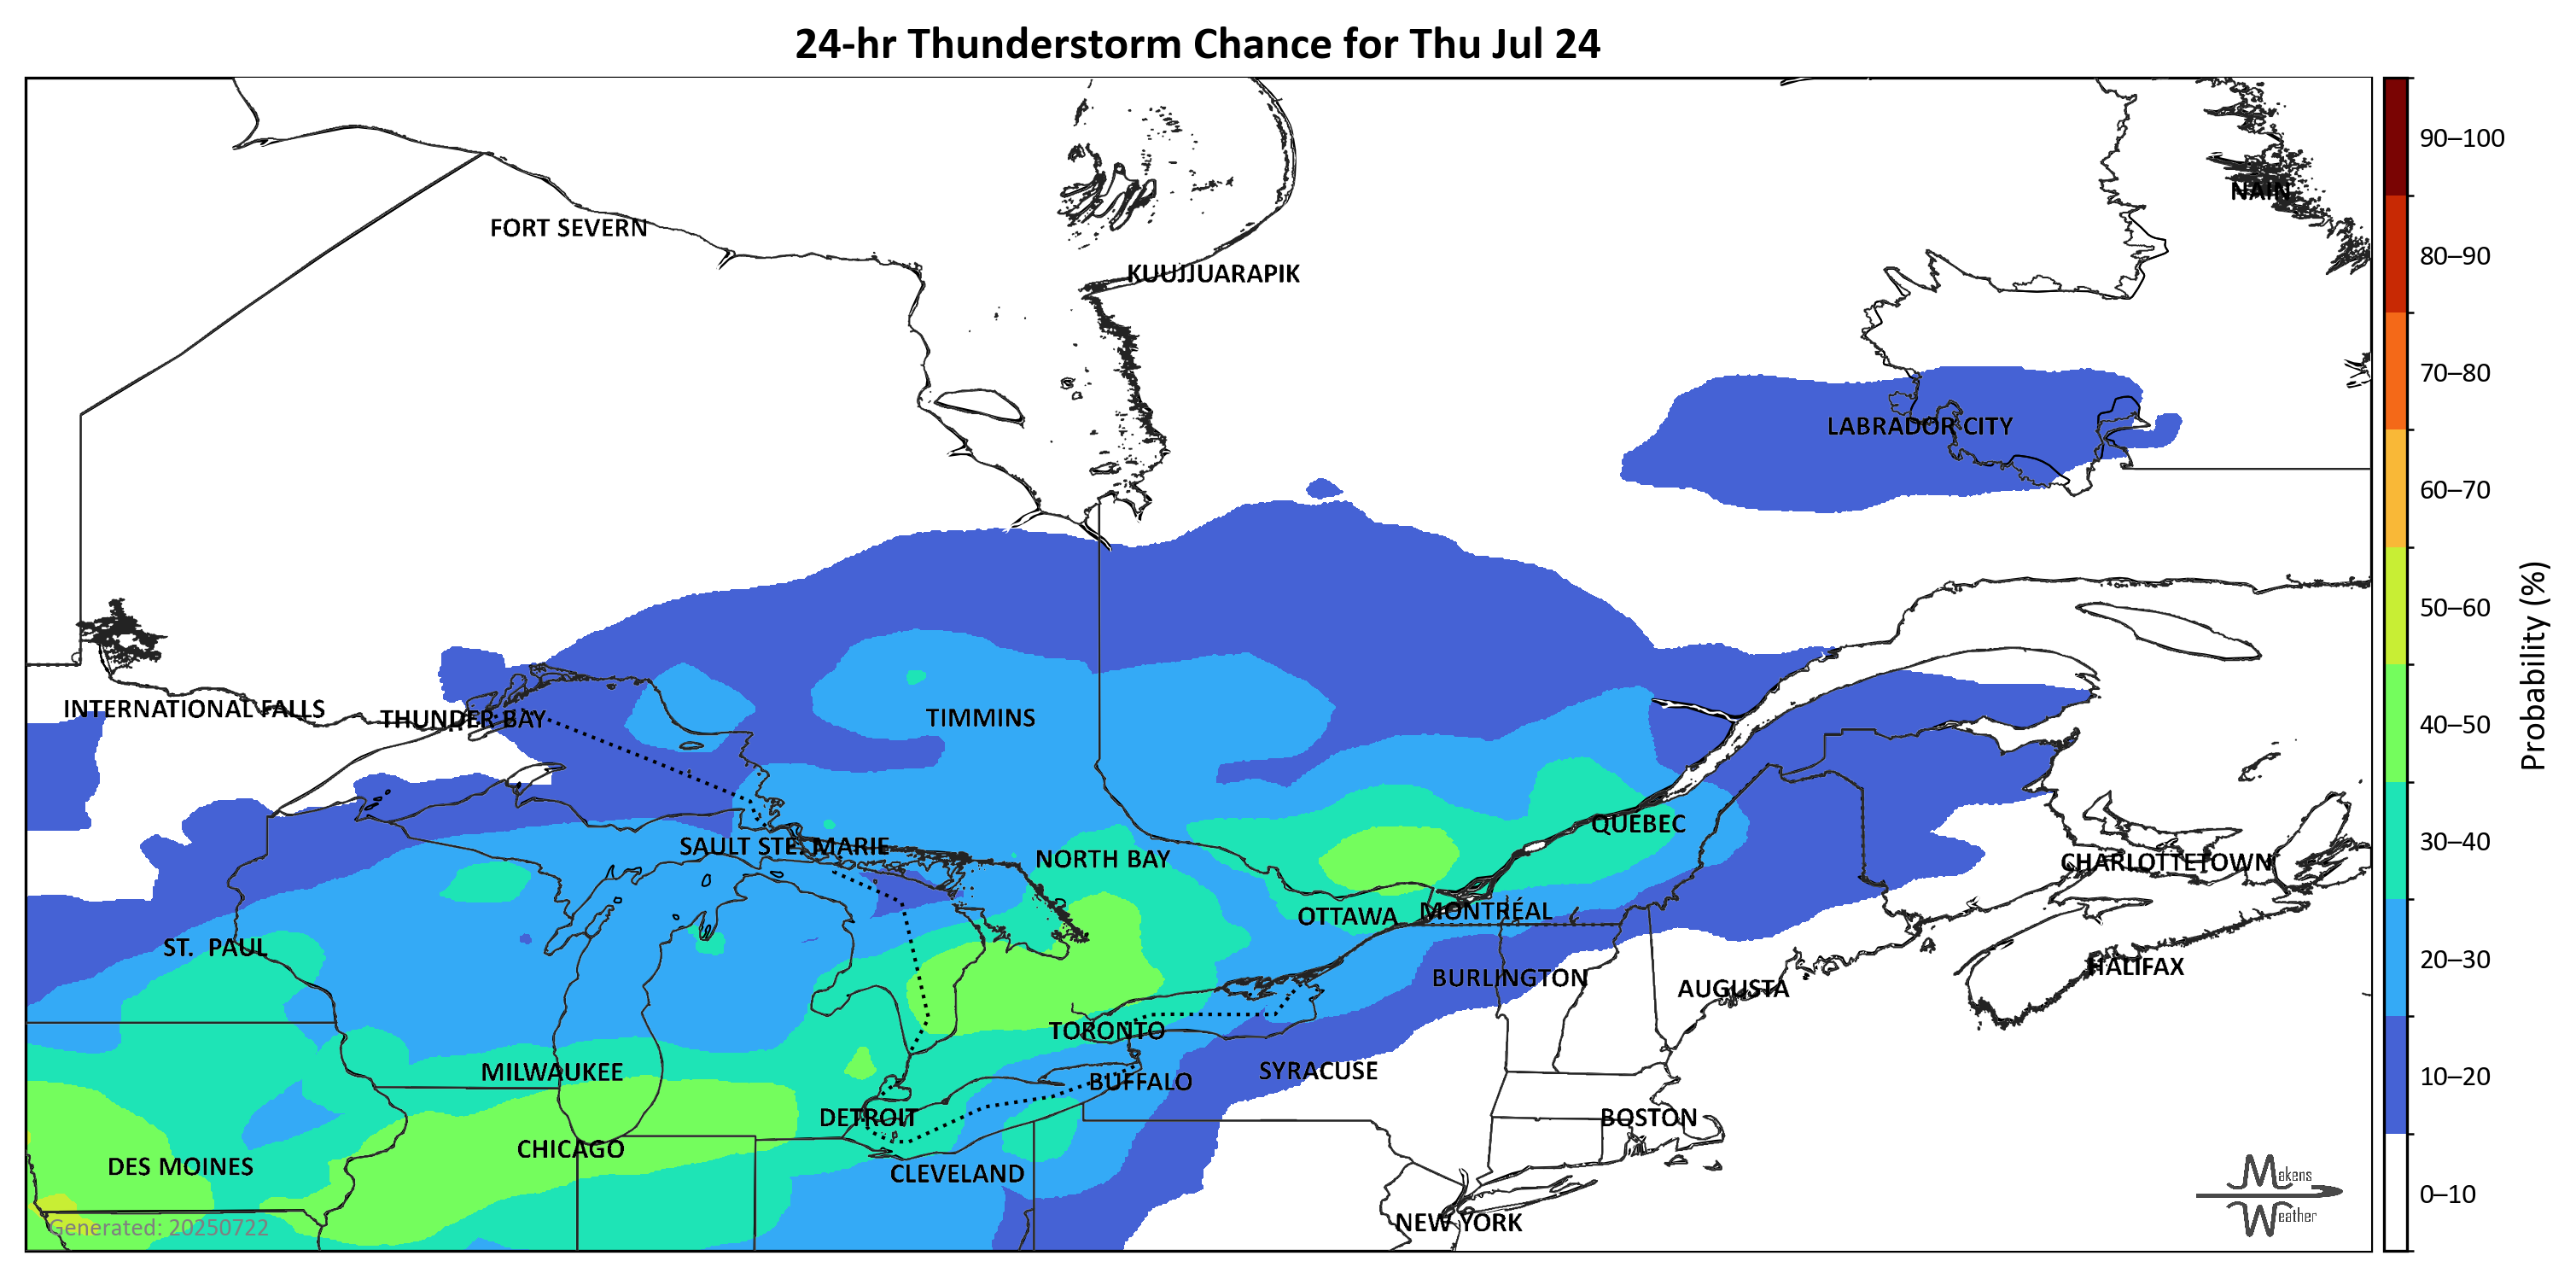 24-hr Thunderstorm Chance for Thu Jul 24
90–100
NAIN
FORT SEVERN
80–90
KUUJJUARAPIK
70–80
LABRADOR CITY
60–70
50–60
INTERNATIONAL FALLS
THUNDER BAY
TIMMINS
40–50
Probability (%)
QUEBEC
30–40
SAULT STE. MARIE
NORTH BAY
CHARLOTTETOWN
OTTAWA
MONTRÉAL
ST. PAUL
20–30
HALIFAX
BURLINGTON
AUGUSTA
TORONTO
MILWAUKEE
SYRACUSE
10–20
BUFFALO
DETROIT
BOSTON
CHICAGO
DES MOINES
CLEVELAND
Makens
Weather
0–10
NEW YORK
Generated: 20250722